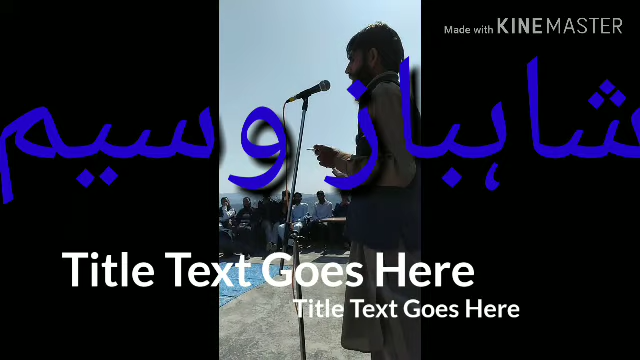 Made with KINEMASTER
شاہباز وسیم
Title Text Goes Here
Title Text Goes Here